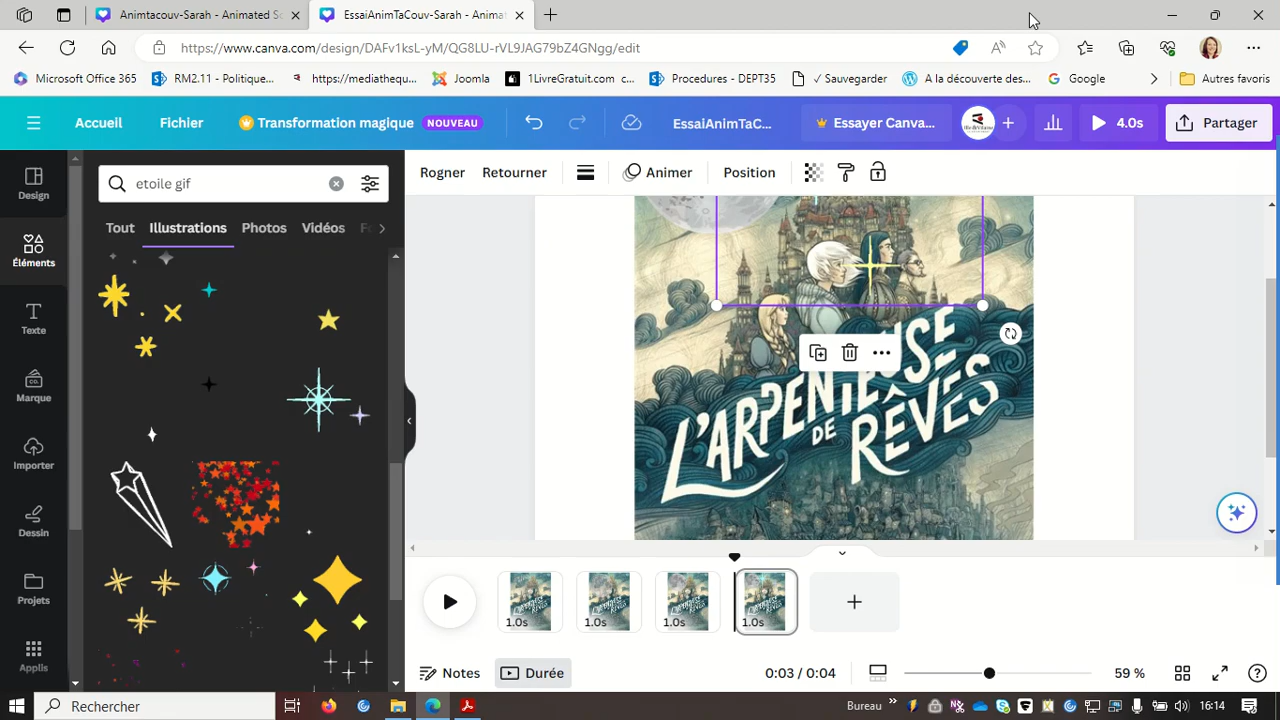 EssaiAnimTaCouv-Sarah - Animated S
EssaiAnimTaCouv-Sarah - Animat
https://www.canva.com/design/DAFv1ksL-yM/QG8LU-rVL9JAG79bZ4GNgg/edit
Microsoft Office 365
RM2.11 - Politique...
https://mediathequ...
Joomla
1LivreGratuit.com c...
Procedures - DEPT35
✓ Sauvegarder
A la découverte des...
Google
Autres favoris
Accueil
Fichier
Transformation magique
NOUVEAU
EssaiAnimTaC...
Essayer Canva...
4.0s
Partager
Design
Éléments
Texte
Marque
Importer
Dessin
Projets
Applis
etoile gif
Tout
Illustrations
Photos
Vidéos
Rogner
Retourner
Animer
Position
L'ARPENTEUSE
DE RÊVES
1.0s
1.0s
1.0s
1.0s
Notes
Durée
0:03 / 0:04
59 %
Rechercher
Bureau
16:14